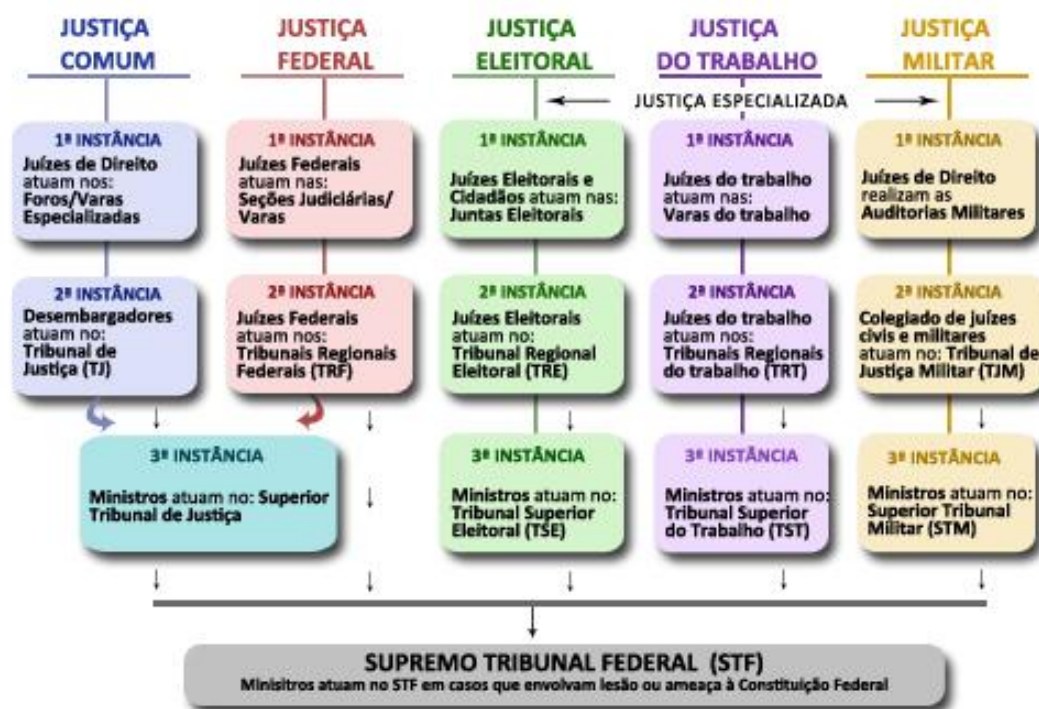 JUSTIÇA
COMUM
JUSTIÇA
FEDERAL
JUSTIÇA
ELEITORAL
JUSTIÇA
DO TRABALHO
JUSTIÇA
MILITAR
JUSTIÇA ESPECIALIZADA
1ª INSTÂNCIA
Juízes de Direito
atuam nos:
Foros/Varas
Especializadas
1ª INSTÂNCIA
Juízes Federais
atuam nas:
Seções Judiciárias/
Varas
1ª INSTÂNCIA
Juízes Eleitorais e
Cidadãos atuam nas:
Juntas Eleitorais
1ª INSTÂNCIA
Juízes do trabalho
atuam nas:
Varas do trabalho
1ª INSTÂNCIA
Juízes de Direito
realizam as
Auditorias Militares
2ª INSTÂNCIA
Desembargadores
atuam no:
Tribunal de
Justiça (TJ)
2ª INSTÂNCIA
Juízes Federais
atuam nos:
Tribunais Regionais
Federais (TRF)
2ª INSTÂNCIA
Juízes Eleitorais
atuam no:
Tribunal Regional
Eleitoral (TRE)
2ª INSTÂNCIA
Juízes do trabalho
atuam nos:
Tribunais Regionais
do trabalho (TRT)
2ª INSTÂNCIA
Colegiado de juízes
civis e militares
atuam no: Tribunal de
Justiça Militar (TJM)
3ª INSTÂNCIA
Ministros atuam no: Superior
Tribunal de Justiça
3ª INSTÂNCIA
Ministros atuam no:
Tribunal Superior
Eleitoral (TSE)
3ª INSTÂNCIA
Ministros atuam no:
Tribunal Superior
do Trabalho (TST)
3ª INSTÂNCIA
Ministros atuam no:
Superior Tribunal
Militar (STM)
SUPREMO TRIBUNAL FEDERAL (STF)
Minisitros atuam no STF em casos que envolvam lesão ou ameaça à Constituição Federal